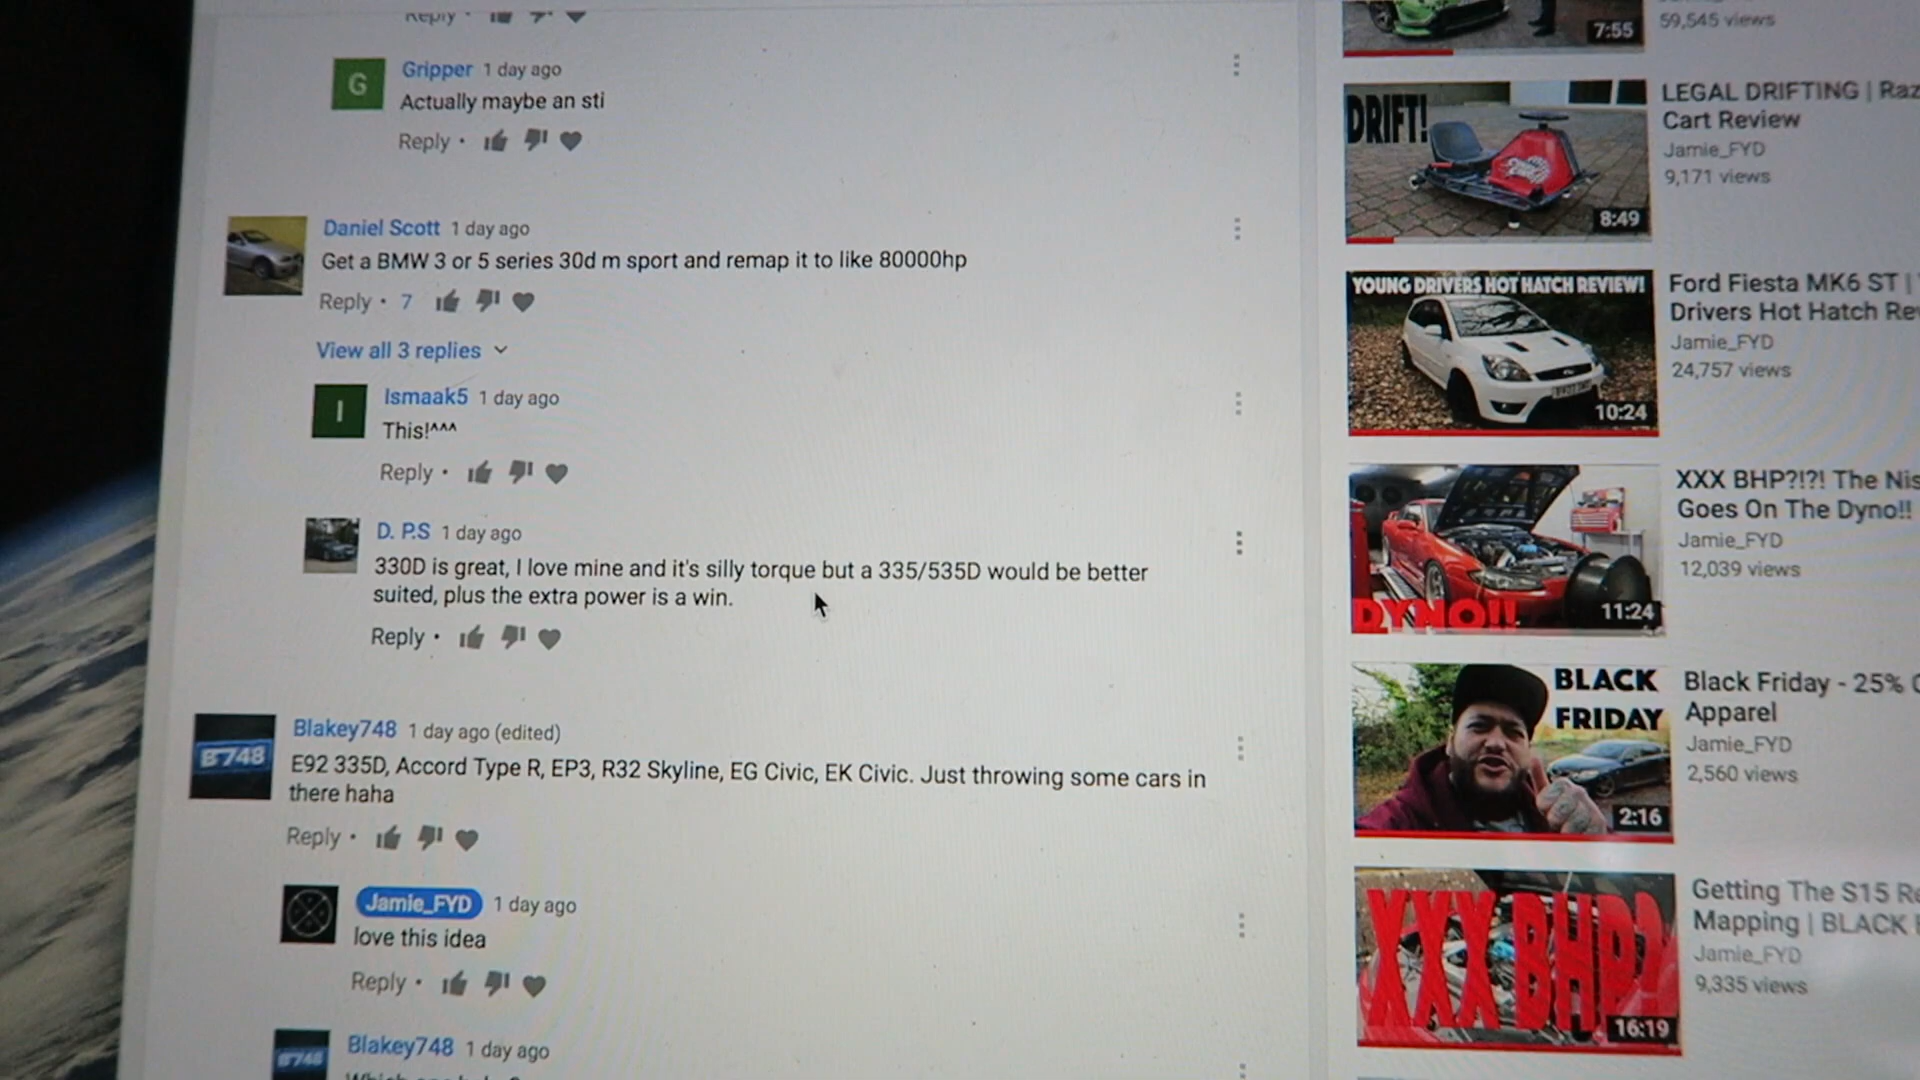 Reply
G
Gripper 1 day ago
Actually maybe an sti
Reply
Daniel Scott 1 day ago
Get a BMW 3 or 5 series 30d m sport and remap it to like 80000hp
Reply 7
View all 3 replies
I
Ismaak5 1 day ago
This!^^^
Reply
D. P.S 1 day ago
330D is great, I love mine and it's silly torque but a 335/535D would be better
suited, plus the extra power is a win.
Reply
B748
Blakey748 1 day ago (edited)
E92 335D, Accord Type R, EP3, R32 Skyline, EG Civic, EK Civic. Just throwing some cars in
there haha
Reply
Jamie_FYD 1 day ago
love this idea
Reply
B748
Blakey748 1 day ago
7:55
59,545 views
DRIFT!
8:49
LEGAL DRIFTING | Raz
Cart Review
Jamie_FYD
9,171 views
YOUNG DRIVERS HOT HATCH REVIEW!
10:24
Ford Fiesta MK6 ST |
Drivers Hot Hatch Re
Jamie_FYD
24,757 views
DYNO!!
11:24
XXX BHP?!?! The Nis
Goes On The Dyno!!
Jamie_FYD
12,039 views
BLACK
FRIDAY
2:16
Black Friday - 25%
Apparel
Jamie_FYD
2,560 views
XXX BHP?
16:19
Getting The S15 Re
Mapping | BLACK
Jamie_FYD
9,335 views